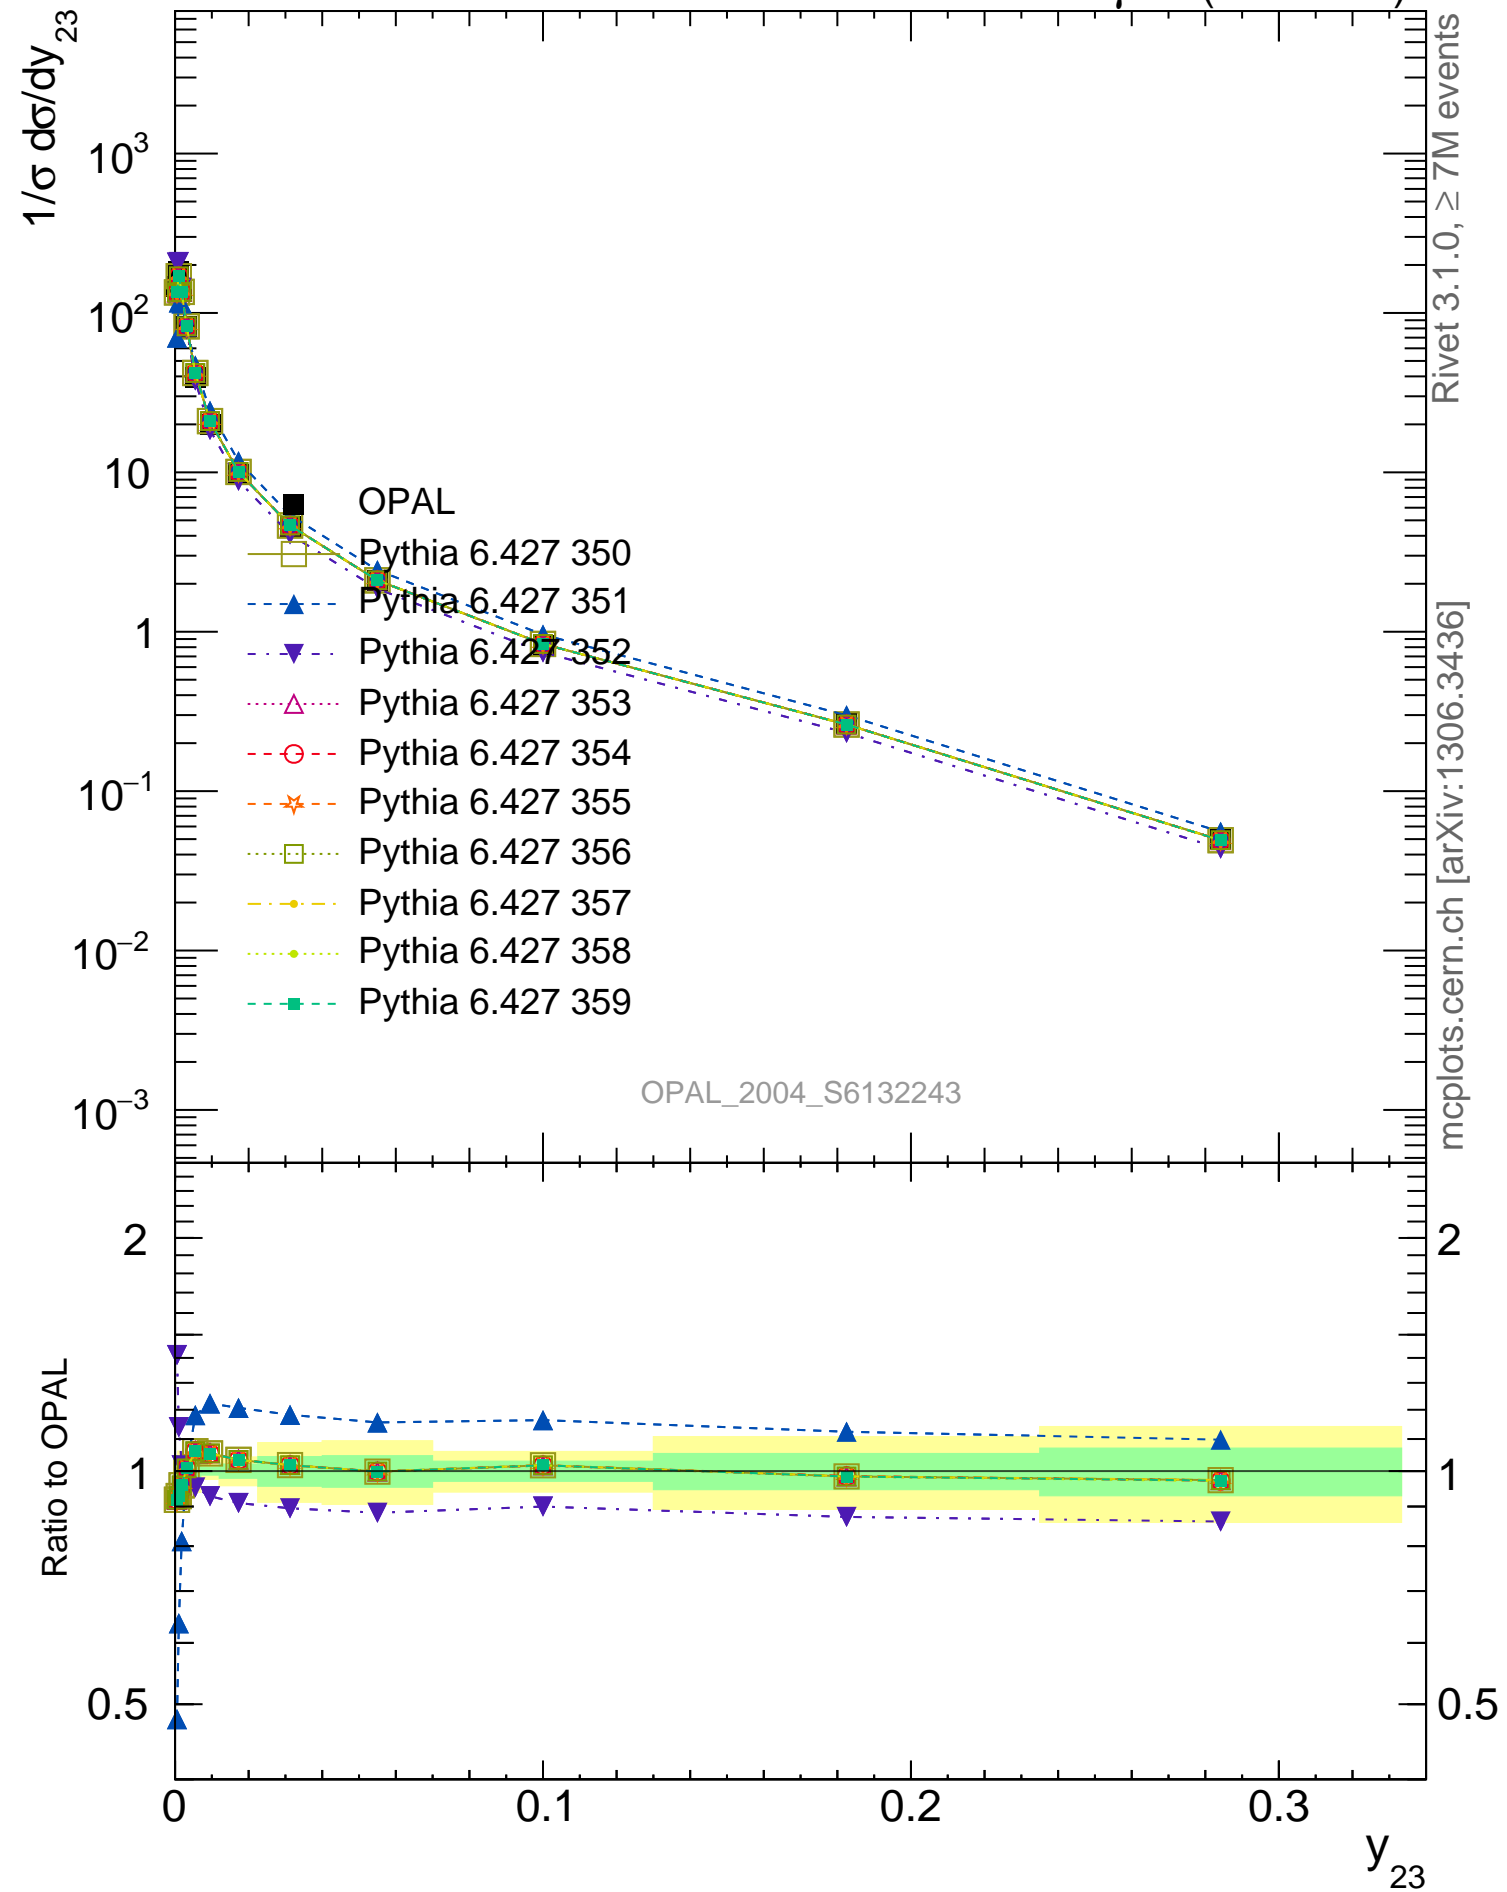 1/σ dσ/dy₂₃
10³
10²
10
1
10⁻¹
10⁻²
10⁻³
OPAL
Pythia 6.427 350
Pythia 6.427 351
Pythia 6.427 352
Pythia 6.427 353
Pythia 6.427 354
Pythia 6.427 355
Pythia 6.427 356
Pythia 6.427 357
Pythia 6.427 358
Pythia 6.427 359
OPAL_2004_S6132243
Rivet 3.1.0, ≥ 7M events
mcplots.cern.ch [arXiv:1306.3436]
Ratio to OPAL
2
1
0.5
2
1
0.5
0
0.1
0.2
0.3
y₂₃